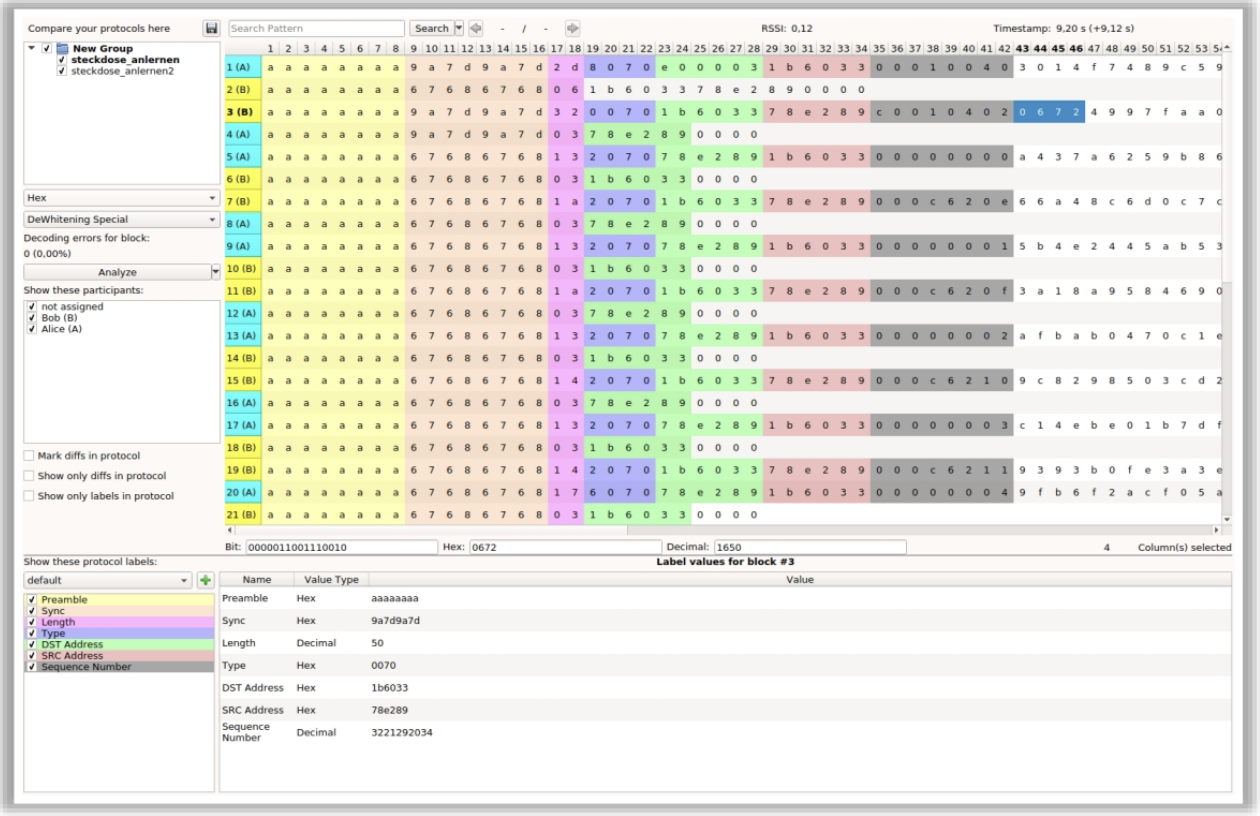 Compare your protocols here
Search Pattern Search - / - RSSI: 0,12 Timestamp: 9,20 s (+9,12 s)
New Group
steckdose_anlernen
steckdose_anlernen2
Hex
DeWhitening Special
Decoding errors for block:
0 (0,00%)
Analyze
Show these participants:
not assigned
Bob (B)
Alice (A)
Mark diffs in protocol
Show only diffs in protocol
Show only labels in protocol
1 2 3 4 5 6 7 8 9 10 11 12 13 14 15 16 17 18 19 20 21 22 23 24 25 26 27 28 29 30 31 32 33 34 35 36 37 38 39 40 41 42 43 44 45 46 47 48 49 50 51 52 53
1 (A) a a a a a a a a 9 a 7 d 9 a 7 d 2 d 8 0 7 0 e 0 0 0 0 3 1 b 6 0 3 3 0 0 0 1 0 0 4 0 3 0 1 4 f 7 4 8 9 c 5 9
2 (B) a a a a a a a a 6 7 6 8 6 7 6 8 0 6 1 b 6 0 3 3 7 8 e 2 8 9 0 0 0 0
3 (B) a a a a a a a a 9 a 7 d 9 a 7 d 3 2 0 0 7 0 1 b 6 0 3 3 7 8 e 2 8 9 c 0 0 1 0 4 0 2 0 6 7 2 4 9 9 7 f a a 0
4 (A) a a a a a a a a 9 a 7 d 9 a 7 d 0 3 7 8 e 2 8 9 0 0 0 0
5 (A) a a a a a a a a 6 7 6 8 6 7 6 8 1 3 2 0 7 0 7 8 e 2 8 9 1 b 6 0 3 3 0 0 0 0 0 0 0 0 a 4 3 7 a 6 2 5 9 b 8 6
6 (B) a a a a a a a a 6 7 6 8 6 7 6 8 0 3 1 b 6 0 3 3 0 0 0 0
7 (B) a a a a a a a a 6 7 6 8 6 7 6 8 1 a 2 0 7 0 1 b 6 0 3 3 7 8 e 2 8 9 0 0 0 c 6 2 0 e 6 6 a 4 8 c 6 d 0 c 7 c
8 (A) a a a a a a a a 6 7 6 8 6 7 6 8 0 3 7 8 e 2 8 9 0 0 0 0
9 (A) a a a a a a a a 6 7 6 8 6 7 6 8 1 3 2 0 7 0 7 8 e 2 8 9 1 b 6 0 3 3 0 0 0 0 0 0 0 1 5 b 4 e 2 4 4 5 a b 5 3
10 (B) a a a a a a a a 6 7 6 8 6 7 6 8 0 3 1 b 6 0 3 3 0 0 0 0
11 (B) a a a a a a a a 6 7 6 8 6 7 6 8 1 a 2 0 7 0 1 b 6 0 3 3 7 8 e 2 8 9 0 0 0 c 6 2 0 f 3 a 1 8 a 9 5 8 4 6 9 0
12 (A) a a a a a a a a 6 7 6 8 6 7 6 8 0 3 7 8 e 2 8 9 0 0 0 0
13 (A) a a a a a a a a 6 7 6 8 6 7 6 8 1 3 2 0 7 0 7 8 e 2 8 9 1 b 6 0 3 3 0 0 0 0 0 0 0 2 a f b a b 0 4 7 0 c 1 e
14 (B) a a a a a a a a 6 7 6 8 6 7 6 8 0 3 1 b 6 0 3 3 0 0 0 0
15 (B) a a a a a a a a 6 7 6 8 6 7 6 8 1 4 2 0 7 0 1 b 6 0 3 3 7 8 e 2 8 9 0 0 0 c 6 2 1 0 9 c 8 2 9 8 5 0 3 c d 2
16 (A) a a a a a a a a 6 7 6 8 6 7 6 8 0 3 7 8 e 2 8 9 0 0 0 0
17 (A) a a a a a a a a 6 7 6 8 6 7 6 8 1 3 2 0 7 0 7 8 e 2 8 9 1 b 6 0 3 3 0 0 0 0 0 0 0 3 c 1 4 e b e 0 1 b 7 d f
18 (B) a a a a a a a a 6 7 6 8 6 7 6 8 0 3 1 b 6 0 3 3 0 0 0 0
19 (B) a a a a a a a a 6 7 6 8 6 7 6 8 1 4 2 0 7 0 1 b 6 0 3 3 7 8 e 2 8 9 0 0 0 c 6 2 1 1 9 3 9 3 b 0 f e 3 a 3 e
20 (A) a a a a a a a a 6 7 6 8 6 7 6 8 1 7 6 0 7 0 7 8 e 2 8 9 1 b 6 0 3 3 0 0 0 0 0 0 0 4 9 f b 6 f 2 a c f 0 5 a
21 (B) a a a a a a a a 6 7 6 8 6 7 6 8 0 3 1 b 6 0 3 3 0 0 0 0
Bit: 0000011001110010 Hex: 0672 Decimal: 1650 4 Column(s) selected
Show these protocol labels:
default
Preamble
Sync
Length
Type
DST Address
SRC Address
Sequence Number
Label values for block #3
Name Value Type Value
Preamble Hex aaaaaaaa
Sync Hex 9a7d9a7d
Length Decimal 50
Type Hex 0070
DST Address Hex 1b6033
SRC Address Hex 78e289
Sequence
Number Decimal 3221292034